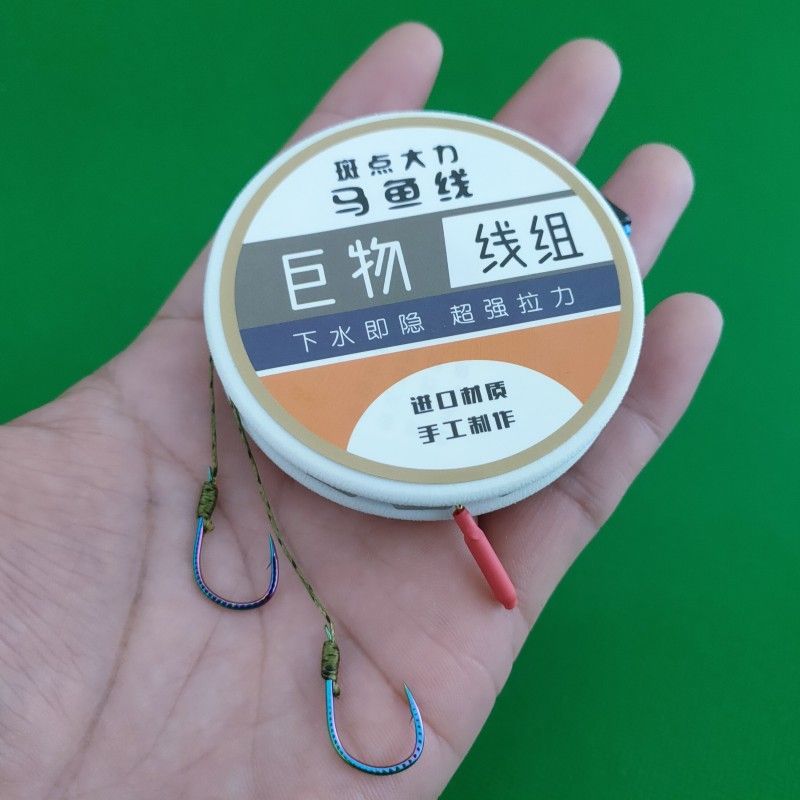 斑点大力
马鱼线
巨物 线组
下水即隐 超强拉力
进口材质
手工制作